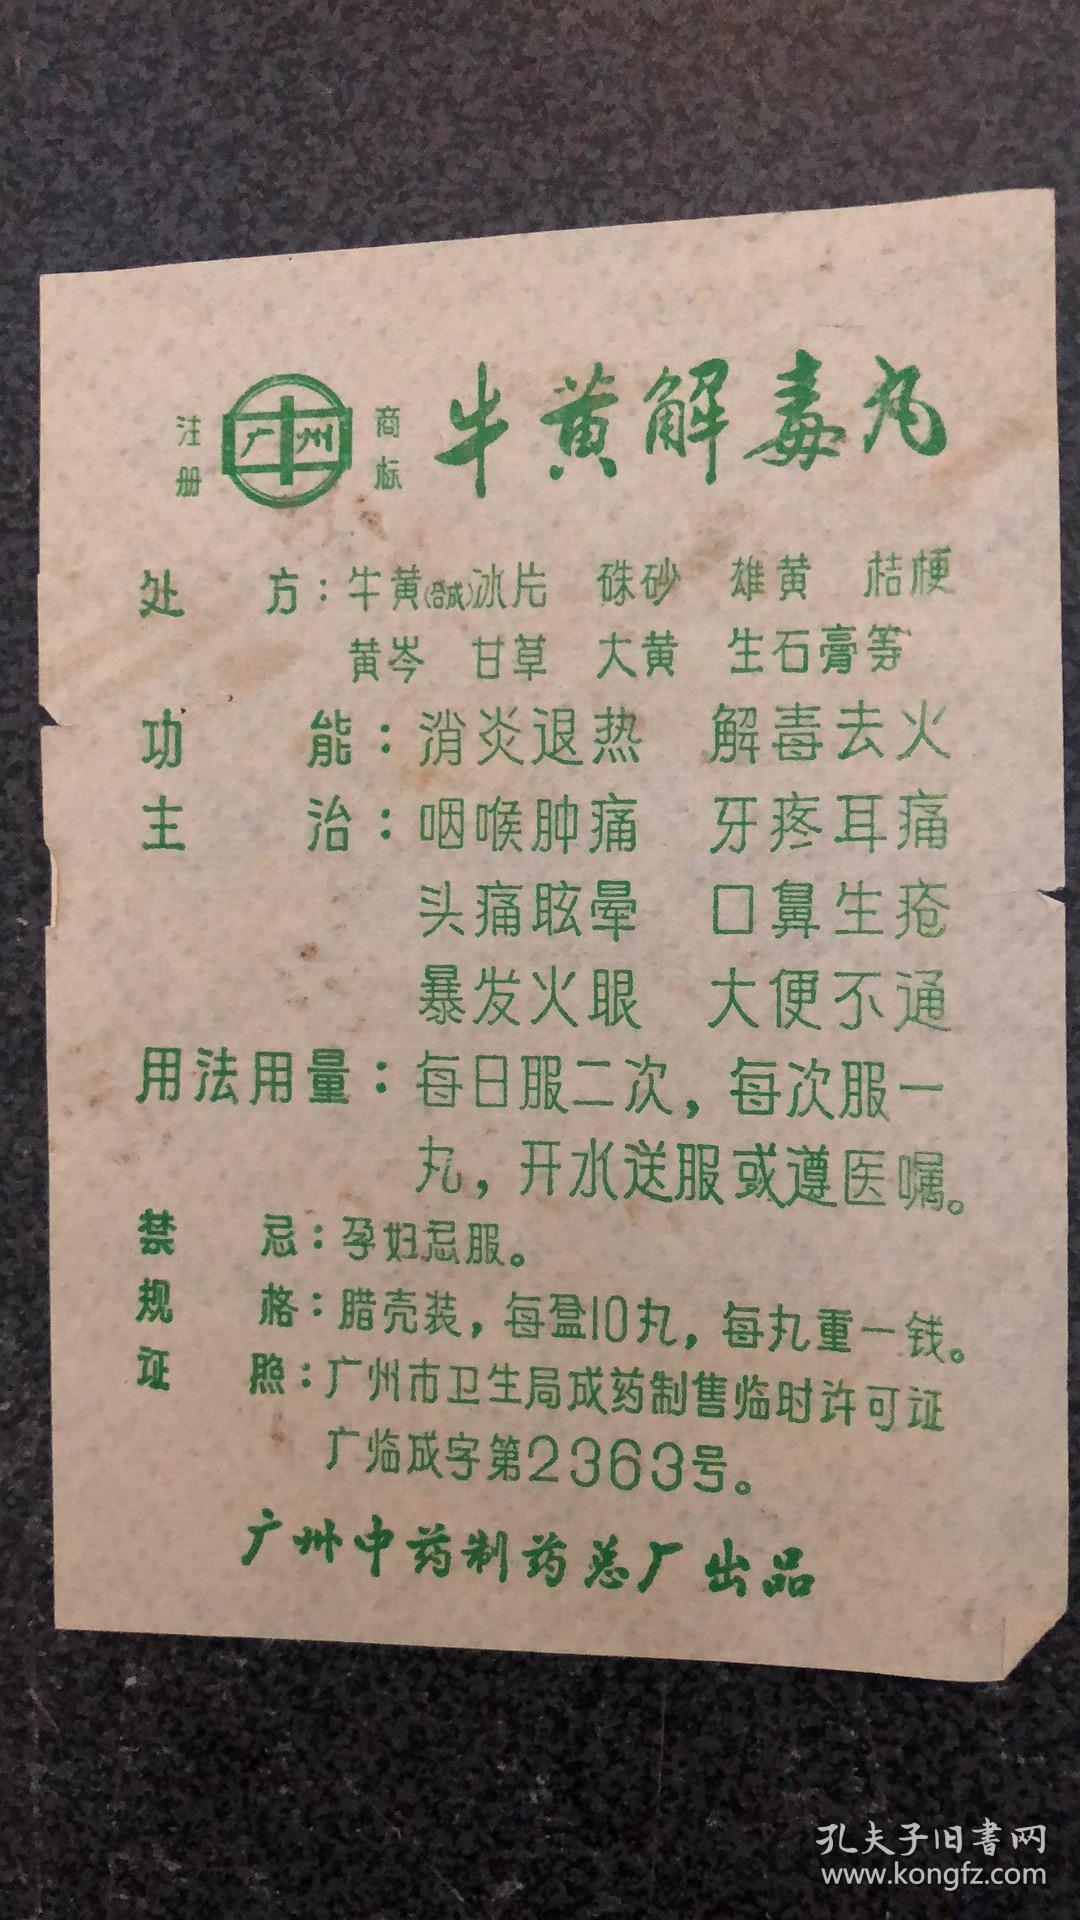 注册 广州 商标 牛黄解毒丸
处方：牛黄(合成)冰片 硃砂 雄黄 桔梗
黄岑 甘草 大黄 生石膏等
功能：消炎退热 解毒去火
主治：咽喉肿痛 牙疼耳痛
头痛眩晕 口鼻生疮
暴发火眼 大便不通
用法用量：每日服二次，每次服一
丸，开水送服或遵医嘱。
禁忌：孕妇忌服。
规格：腊壳装，每盒10丸，每丸重一钱。
证照：广州市卫生局成药制售临时许可证
广临成字第2363号。
广州中药制药总厂出品
孔夫子旧书网
www.kongfz.com